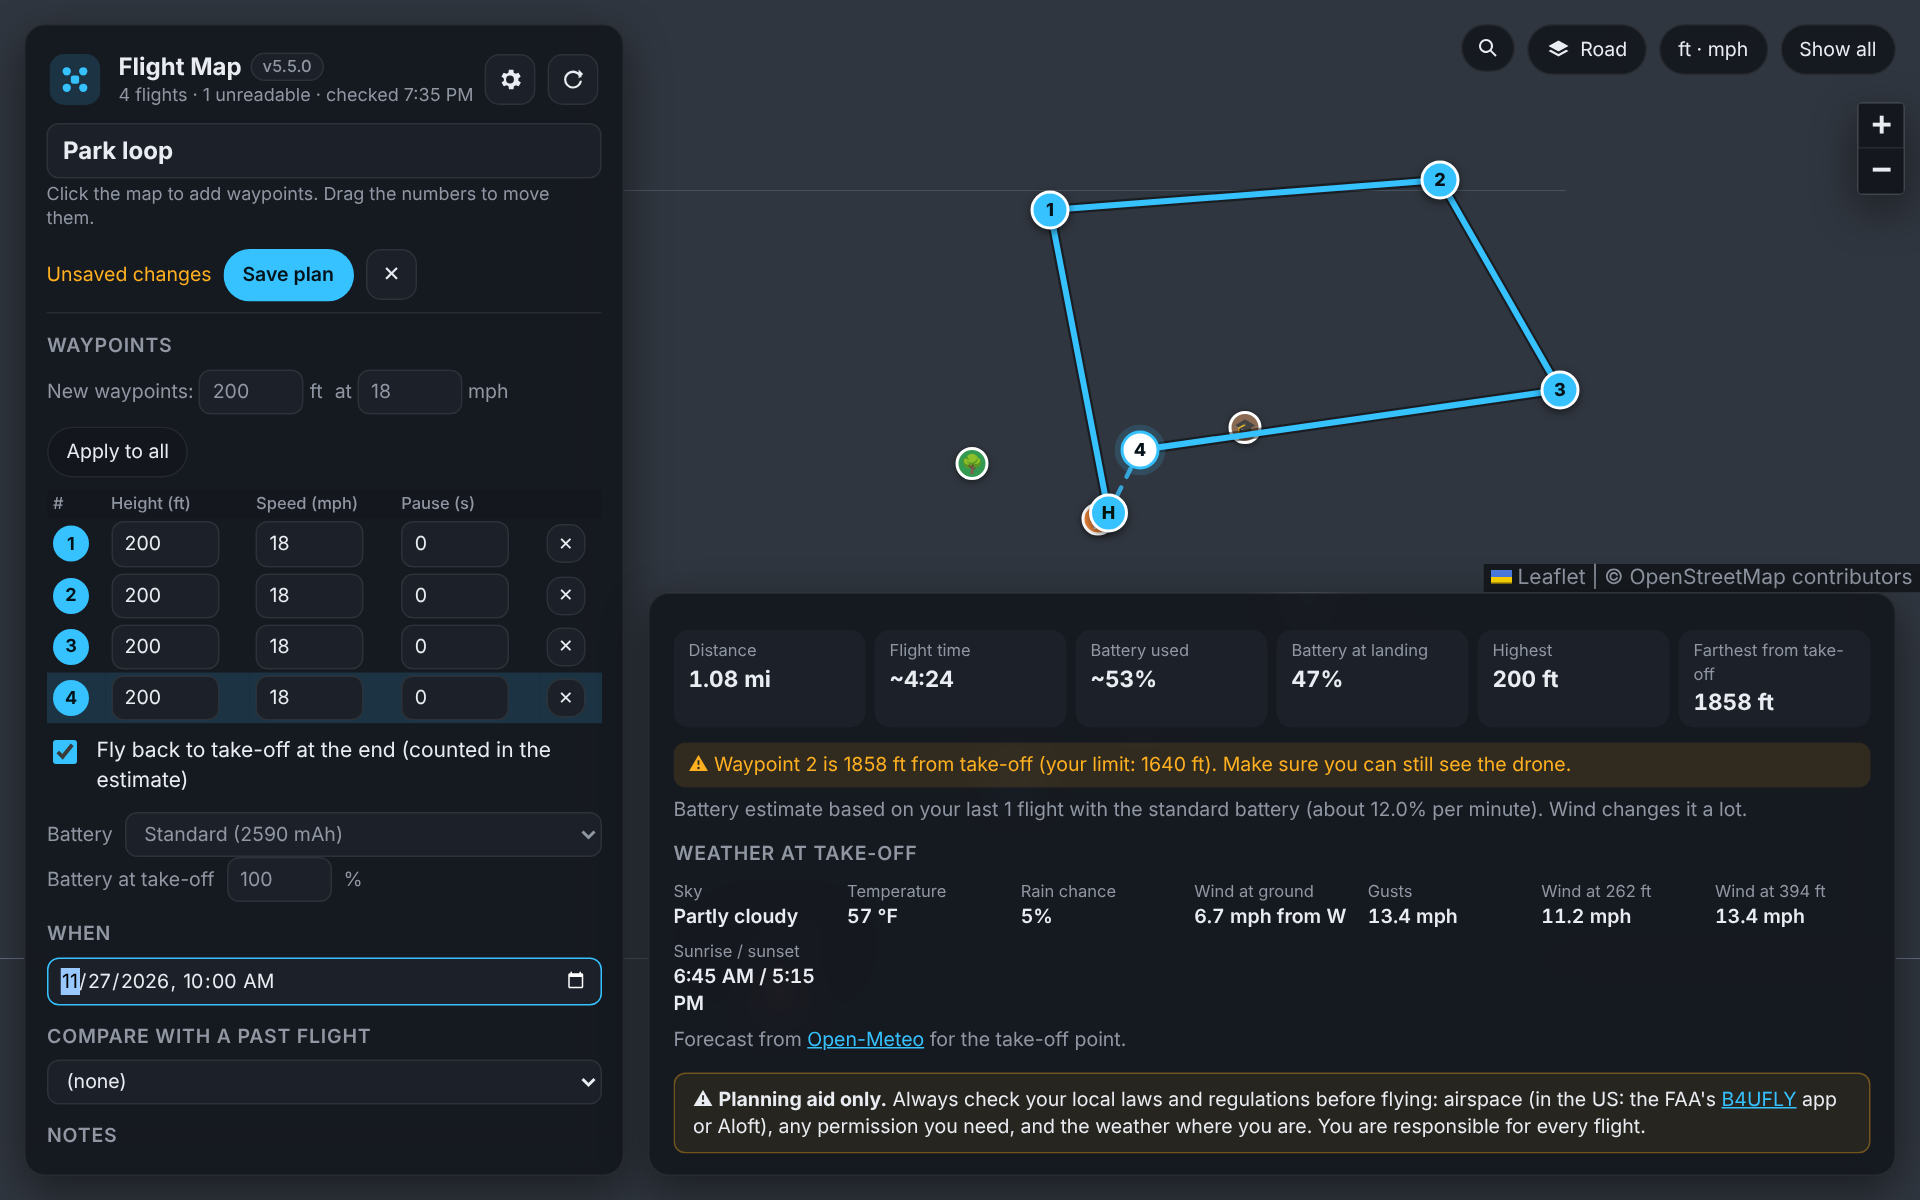 Flight Map v5.5.0
4 flights · 1 unreadable · checked 7:35 PM
Park loop
Click the map to add waypoints. Drag the numbers to move
them.
Unsaved changes Save plan ✕
WAYPOINTS
New waypoints: 200 ft at 18 mph
Apply to all
# Height (ft) Speed (mph) Pause (s)
1 200 18 0 ✕
2 200 18 0 ✕
3 200 18 0 ✕
4 200 18 0 ✕
Fly back to take-off at the end (counted in the
estimate)
Battery Standard (2590 mAh)
Battery at take-off 100 %
WHEN
11/27/2026, 10:00 AM
COMPARE WITH A PAST FLIGHT
(none)
NOTES
Road
ft · mph
Show all
+
−
1
2
3
4
H
Leaflet | © OpenStreetMap contributors
Distance
1.08 mi
Flight time
~4:24
Battery used
~53%
Battery at landing
47%
Highest
200 ft
Farthest from take-
off
1858 ft
⚠ Waypoint 2 is 1858 ft from take-off (your limit: 1640 ft). Make sure you can still see the drone.
Battery estimate based on your last 1 flight with the standard battery (about 12.0% per minute). Wind changes it a lot.
WEATHER AT TAKE-OFF
Sky
Partly cloudy
Temperature
57 °F
Rain chance
5%
Wind at ground
6.7 mph from W
Gusts
13.4 mph
Wind at 262 ft
11.2 mph
Wind at 394 ft
13.4 mph
Sunrise / sunset
6:45 AM / 5:15
PM
Forecast from Open-Meteo for the take-off point.
⚠ Planning aid only. Always check your local laws and regulations before flying: airspace (in the US: the FAA's B4UFLY app
or Aloft), any permission you need, and the weather where you are. You are responsible for every flight.